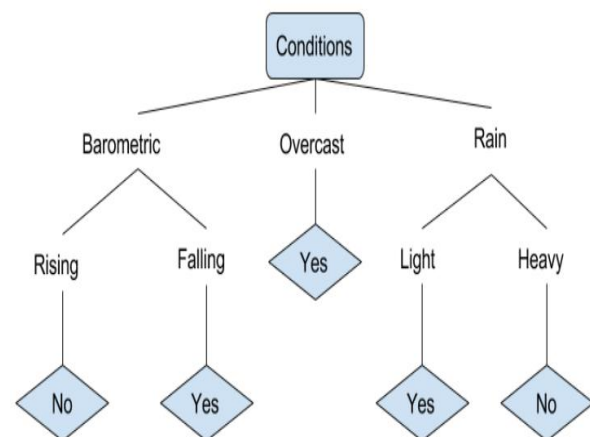 Conditions
Barometric Overcast Rain
Rising Falling Yes Light Heavy
No Yes Yes No